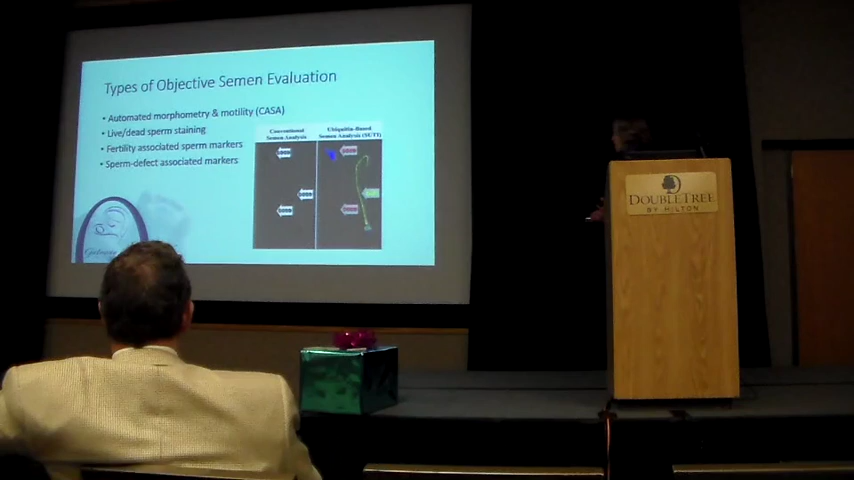 Types of Objective Semen Evaluation
• Automated morphometry & motility (CASA)
• Live/dead sperm staining
• Fertility associated sperm markers
• Sperm-defect associated markers
Conventional
Semen Analysis
Ubiquitin-Based
Semen Analysis (SUTI)
DOUBLETREE
BY HILTON